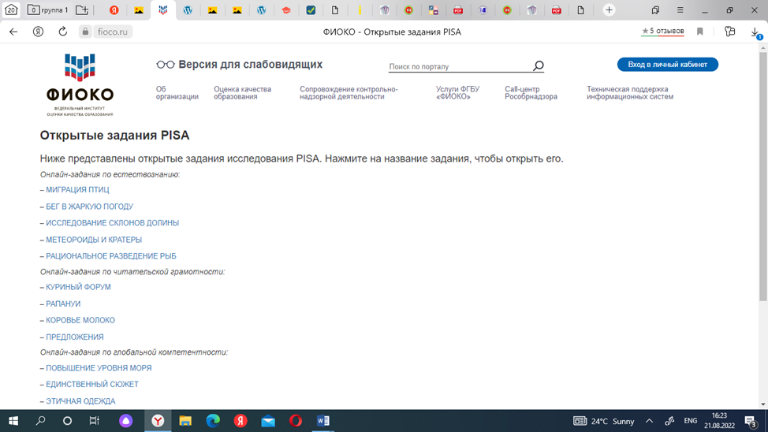 20
группа 1
fioco.ru
ФИОКО - Открытые задания PISA
★ 5 отзывов
1
ФИОКО
ФЕДЕРАЛЬНЫЙ ИНСТИТУТ
ОЦЕНКИ КАЧЕСТВА ОБРАЗОВАНИЯ
Версия для слабовидящих
Поиск по порталу
Вход в личный кабинет
Об
организации
Оценка качества
образования
Сопровождение контрольно-
надзорной деятельности
Услуги ФГБУ
«ФИОКО»
Call-центр
Рособрнадзора
Техническая поддержка
информационных систем
Открытые задания PISA
Ниже представлены открытые задания исследования PISA. Нажмите на название задания, чтобы открыть его.
Онлайн-задания по естествознанию:
– МИГРАЦИЯ ПТИЦ
– БЕГ В ЖАРКУЮ ПОГОДУ
– ИССЛЕДОВАНИЕ СКЛОНОВ ДОЛИНЫ
– МЕТЕОРОИДЫ И КРАТЕРЫ
– РАЦИОНАЛЬНОЕ РАЗВЕДЕНИЕ РЫБ
Онлайн-задания по читательской грамотности:
– КУРИНЫЙ ФОРУМ
– РАПАНУИ
– КОРОВЬЕ МОЛОКО
– ПРЕДЛОЖЕНИЯ
Онлайн-задания по глобальной компетентности:
– ПОВЫШЕНИЕ УРОВНЯ МОРЯ
– ЕДИНСТВЕННЫЙ СЮЖЕТ
– ЭТИЧНАЯ ОДЕЖДА
24°C Sunny
ENG
16:23
21.08.2022
3